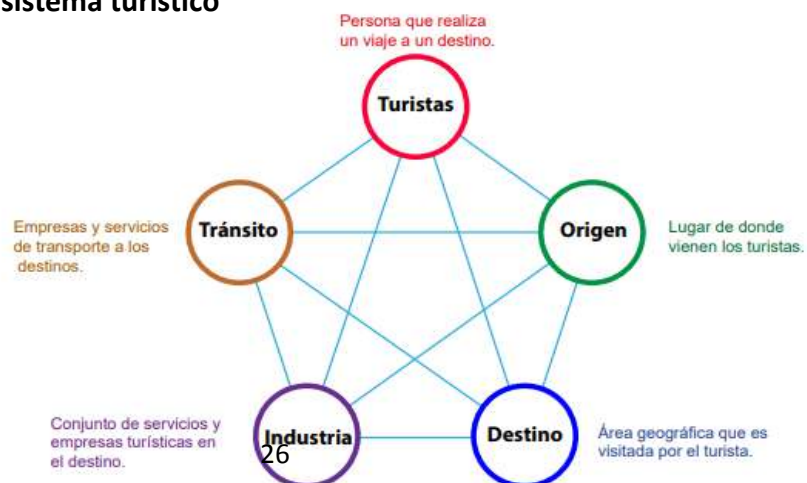 sistema turístico
Persona que realiza
un viaje a un destino.
Turistas
Empresas y servicios
de transporte a los
destinos.
Tránsito
Origen
Lugar de donde
vienen los turistas.
Conjunto de servicios y
empresas turísticas en
el destino.
Industria
26
Destino
Área geográfica que es
visitada por el turista.